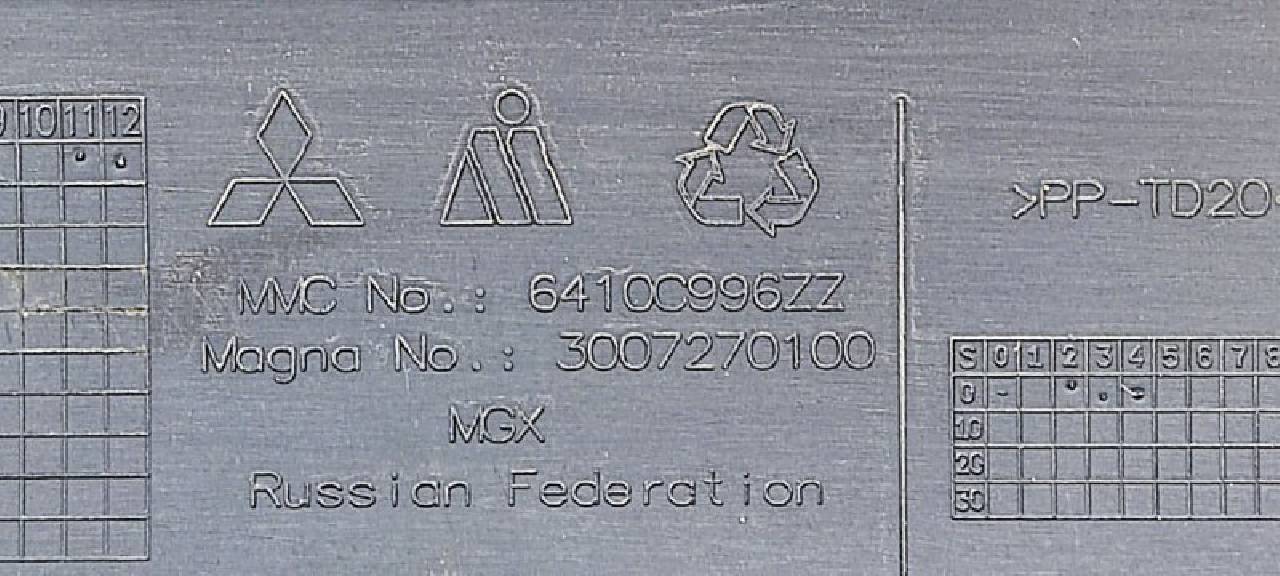 10 11 12
MMC No.: 6410C996ZZ
Magna No.: 3007270100
MGX
Russian Federation
>PP-TD20
S 0 1 2 3 4 5 6 7 8
0
10
20
30